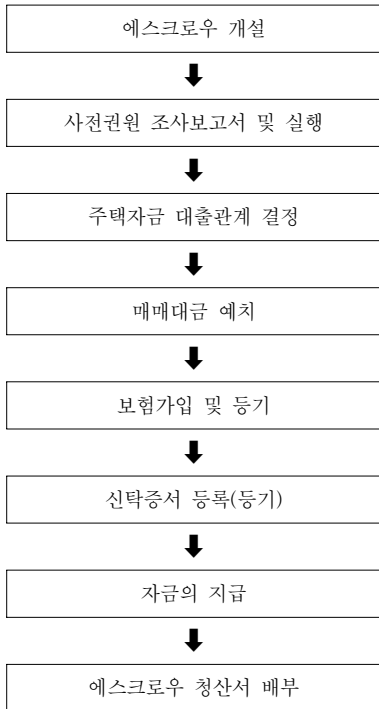 에스크로우 개설
사전권원 조사보고서 및 실행
주택자금 대출관계 결정
매매대금 예치
보험가입 및 등기
신탁증서 등록(등기)
자금의 지급
에스크로우 청산서 배부